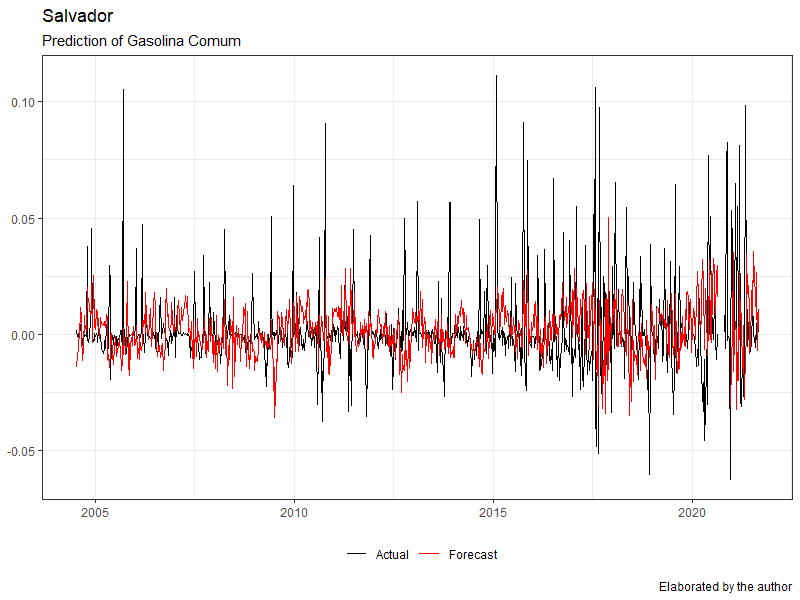 Salvador
Prediction of Gasolina Comum
0.10
0.05
0.00
-0.05
2005 2010 2015 2020
Actual Forecast
Elaborated by the author